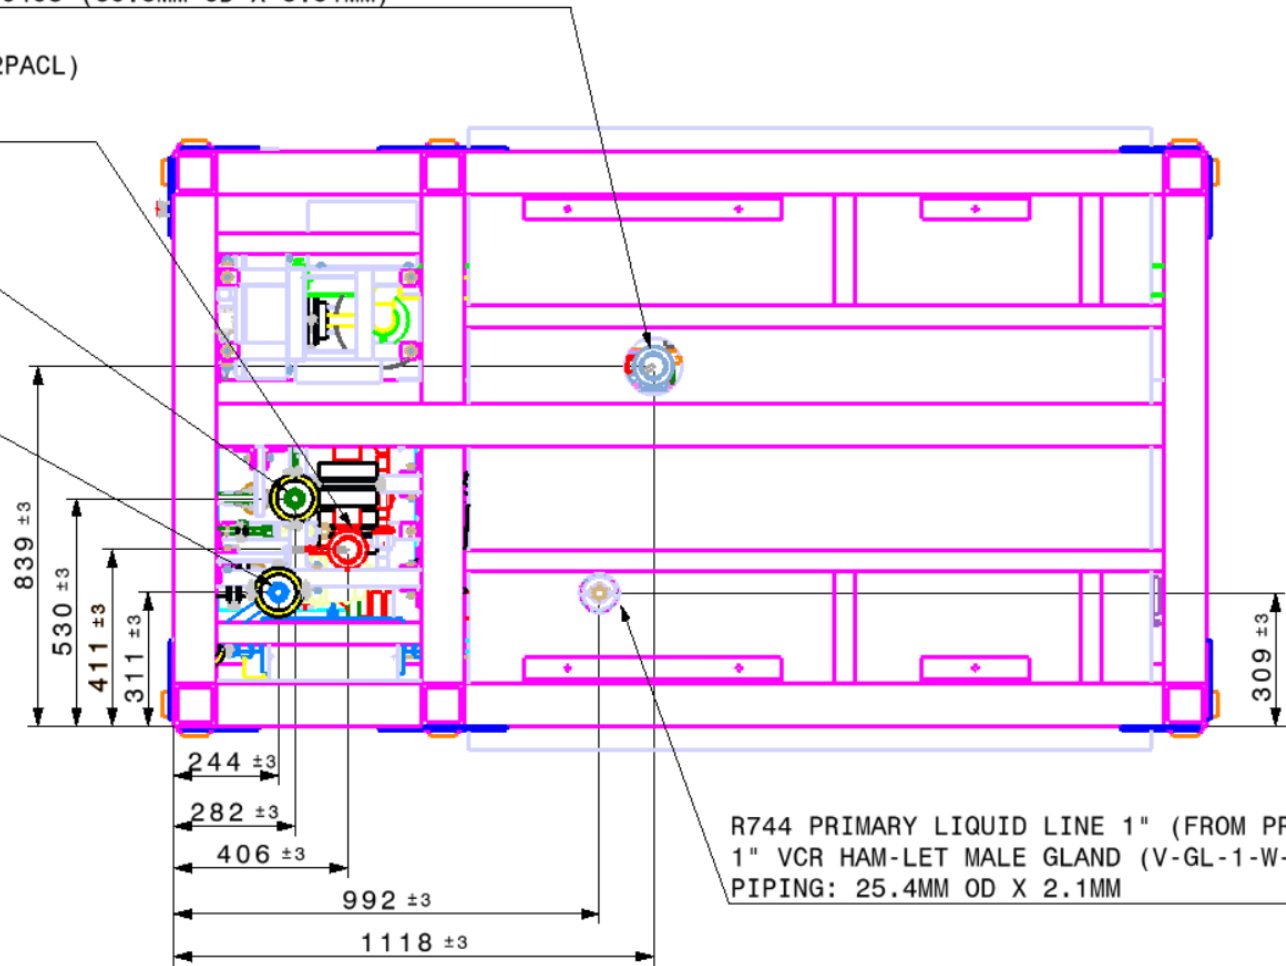 2PACL)
839 ±3
530 ±3
411 ±3
311 ±3
309 ±3
244 ±3
282 ±3
406 ±3
992 ±3
1118 ±3
R744 PRIMARY LIQUID LINE 1" (FROM
1" VCR HAM-LET MALE GLAND (V-GL-1-W-
PIPING: 25.4MM OD X 2.1MM